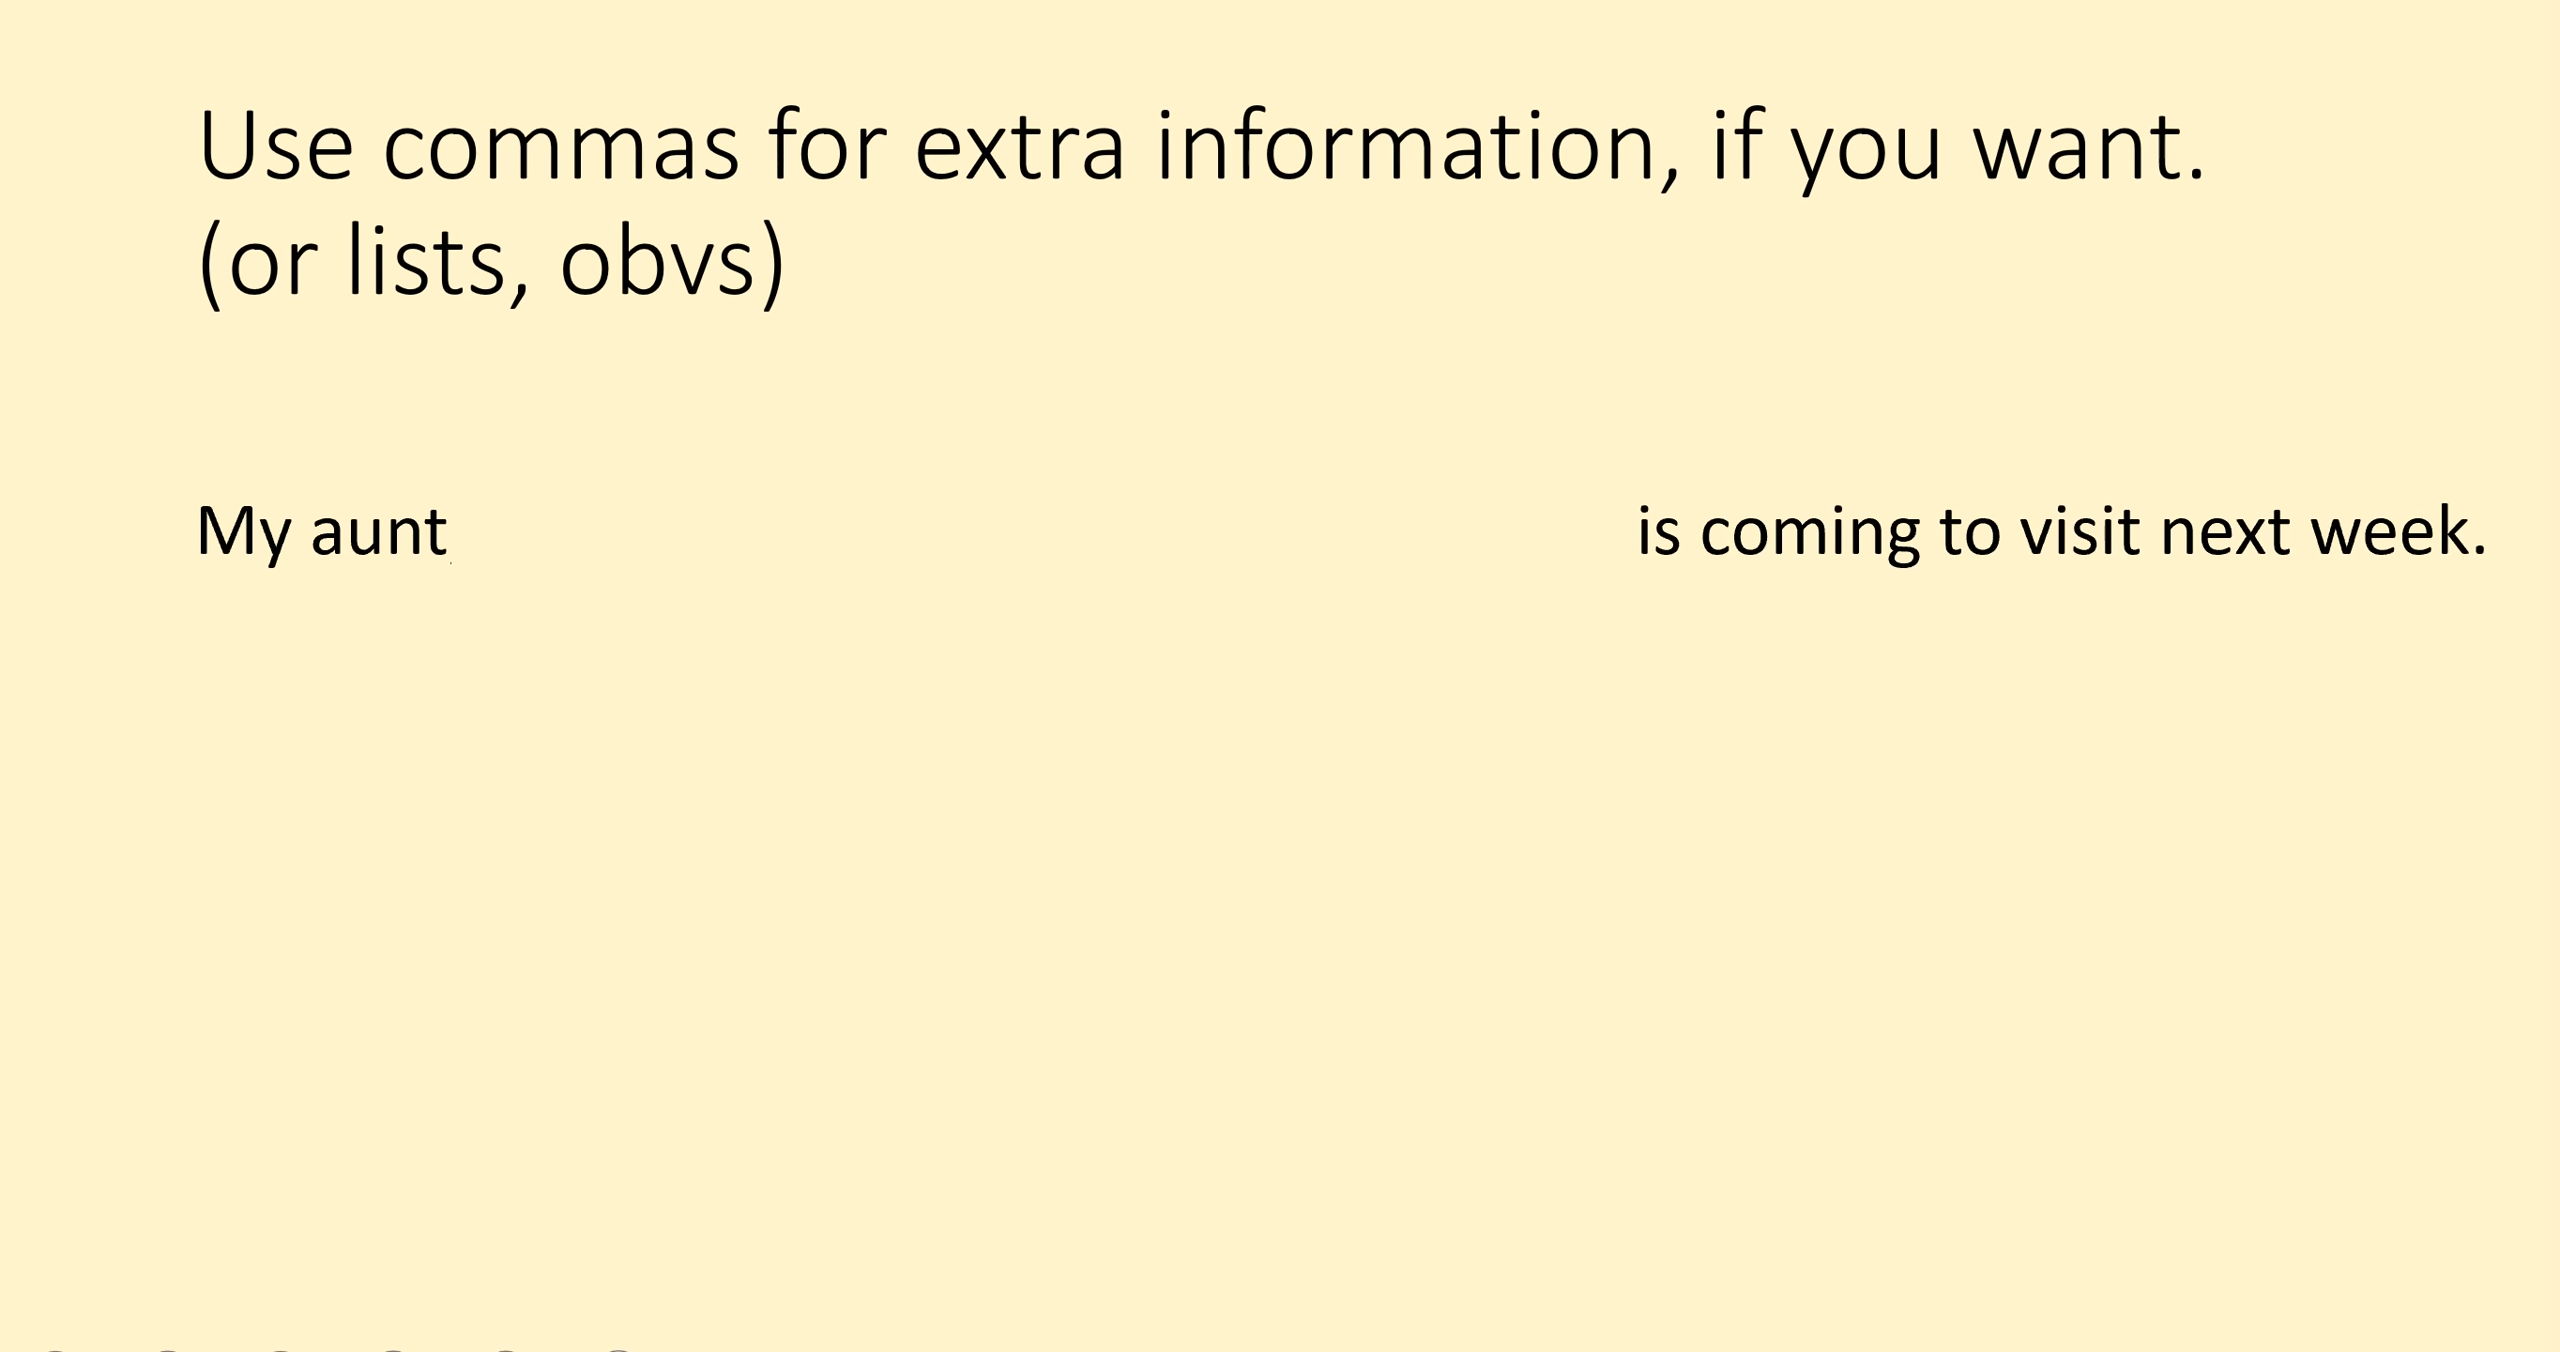 Use commas for extra information, if you want.
(or lists, obvs)
My aunt is coming to visit next week.